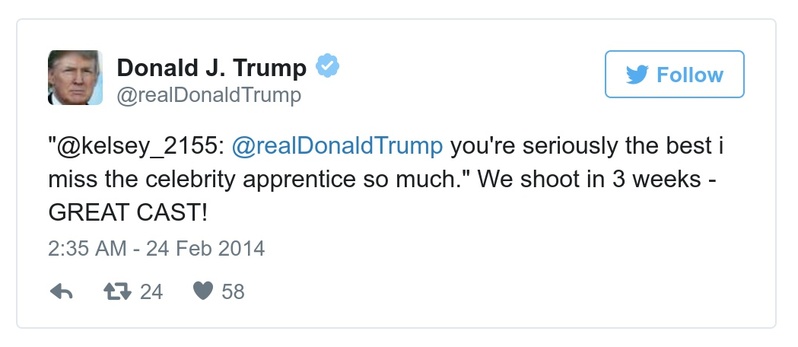 Donald J. Trump
@realDonaldTrump
Follow
"@kelsey_2155: @realDonaldTrump you're seriously the best i
miss the celebrity apprentice so much." We shoot in 3 weeks -
GREAT CAST!
2:35 AM - 24 Feb 2014
24 58